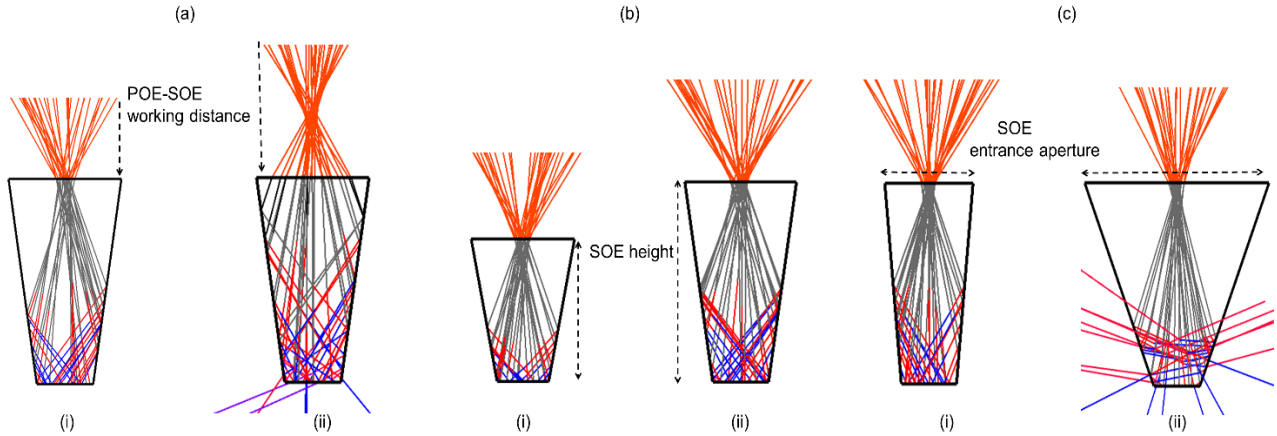 (a)
(b)
(c)
POE-SOE
working distance
SOE height
SOE
entrance aperture
(i)
(ii)
(i)
(ii)
(i)
(ii)